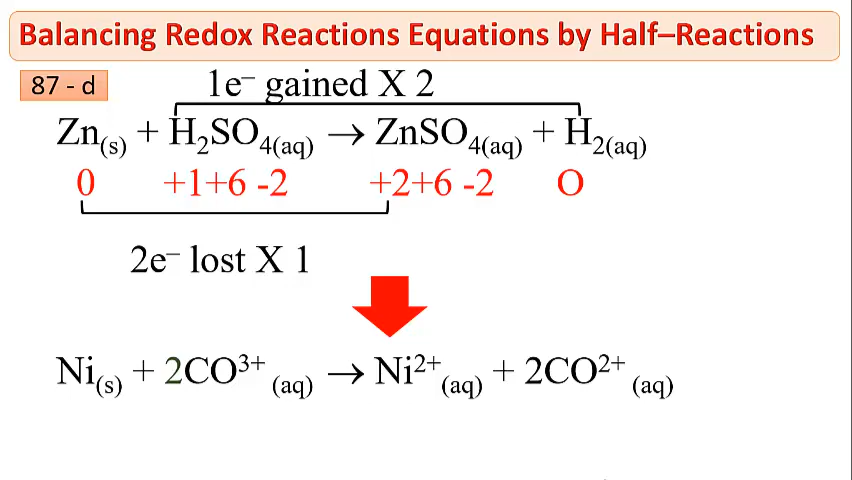 Balancing Redox Reactions Equations by Half–Reactions
87 - d
1e⁻ gained X 2
Zn₍ₛ₎ + H₂SO₄₍aq₎ → ZnSO₄₍aq₎ + H₂₍aq₎
0 +1+6 -2 +2+6 -2 O
2e⁻ lost X 1
Ni₍ₛ₎ + 2CO³⁺ ₍aq₎ → Ni²⁺₍aq₎ + 2CO²⁺ ₍aq₎